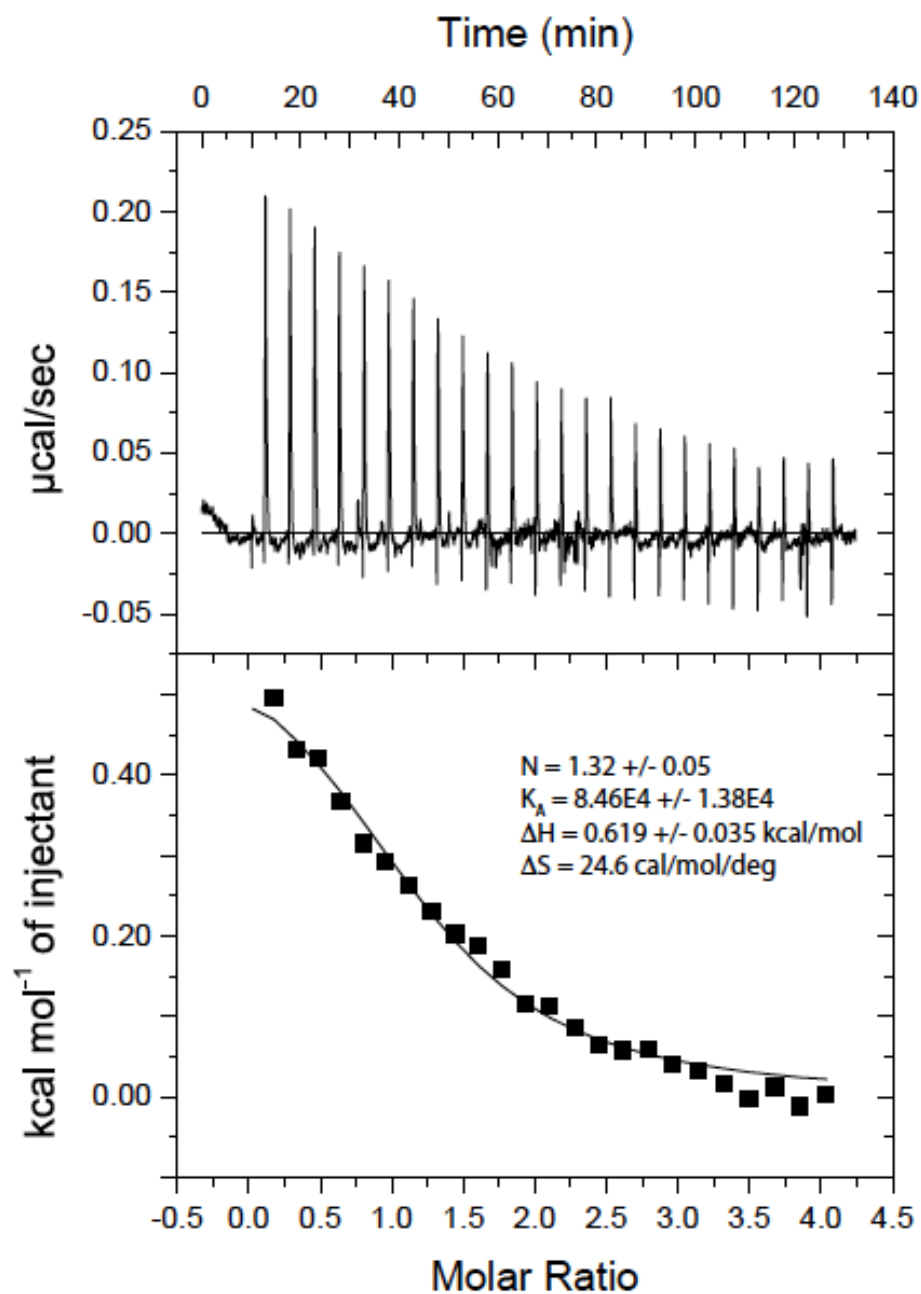 Time (min)
0 20 40 60 80 100 120 140
0.25
0.20
0.15
0.10
0.05
0.00
-0.05
µcal/sec
N = 1.32 +/- 0.05
K_A = 8.46E4 +/- 1.38E4
ΔH = 0.619 +/- 0.035 kcal/mol
ΔS = 24.6 cal/mol/deg
0.40
0.20
0.00
kcal mol⁻¹ of injectant
-0.5 0.0 0.5 1.0 1.5 2.0 2.5 3.0 3.5 4.0 4.5
Molar Ratio